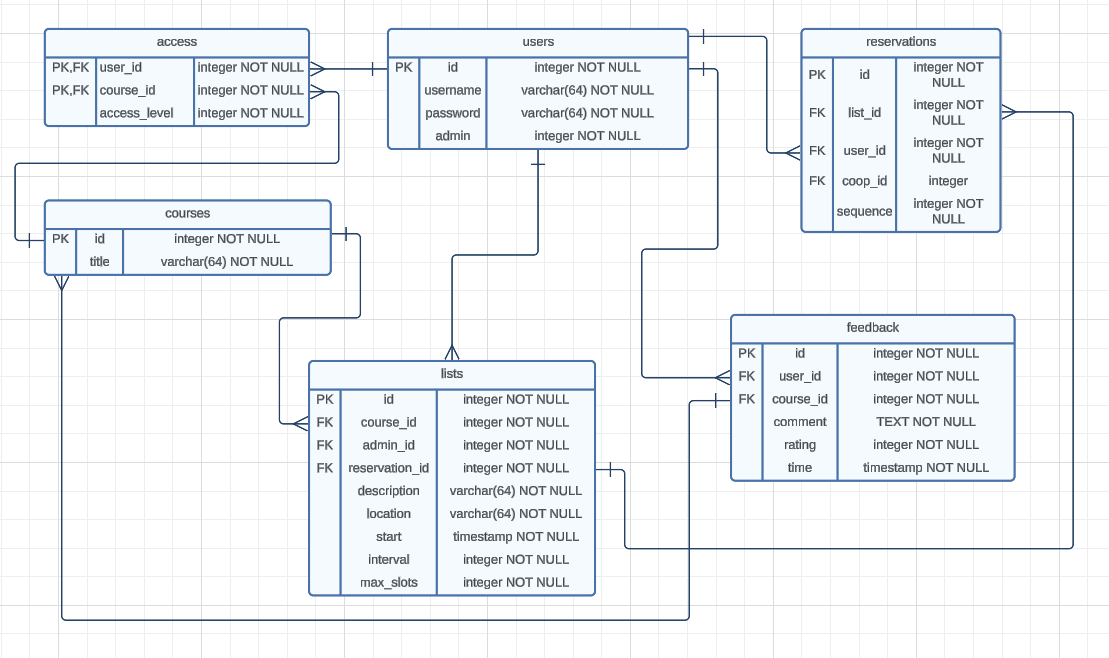 access
PK,FK user_id integer NOT NULL
PK,FK course_id integer NOT NULL
access_level integer NOT NULL
users
PK id integer NOT NULL
username varchar(64) NOT NULL
password varchar(64) NOT NULL
admin integer NOT NULL
reservations
PK id integer NOT
NULL
FK list_id integer NOT
NULL
FK user_id integer NOT
NULL
FK coop_id integer
sequence integer NOT
NULL
courses
PK id integer NOT NULL
title varchar(64) NOT NULL
feedback
PK id integer NOT NULL
FK user_id integer NOT NULL
FK course_id integer NOT NULL
comment TEXT NOT NULL
rating integer NOT NULL
time timestamp NOT NULL
lists
PK id integer NOT NULL
FK course_id integer NOT NULL
FK admin_id integer NOT NULL
FK reservation_id integer NOT NULL
description varchar(64) NOT NULL
location varchar(64) NOT NULL
start timestamp NOT NULL
interval integer NOT NULL
max_slots integer NOT NULL